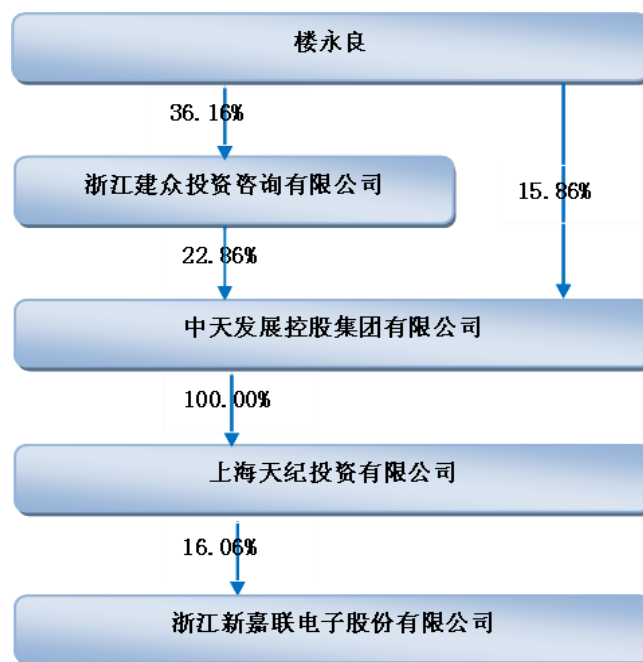 楼永良
36.16%
浙江建众投资咨询有限公司
15.86%
22.86%
中天发展控股集团有限公司
100.00%
上海天纪投资有限公司
16.06%
浙江新嘉联电子股份有限公司